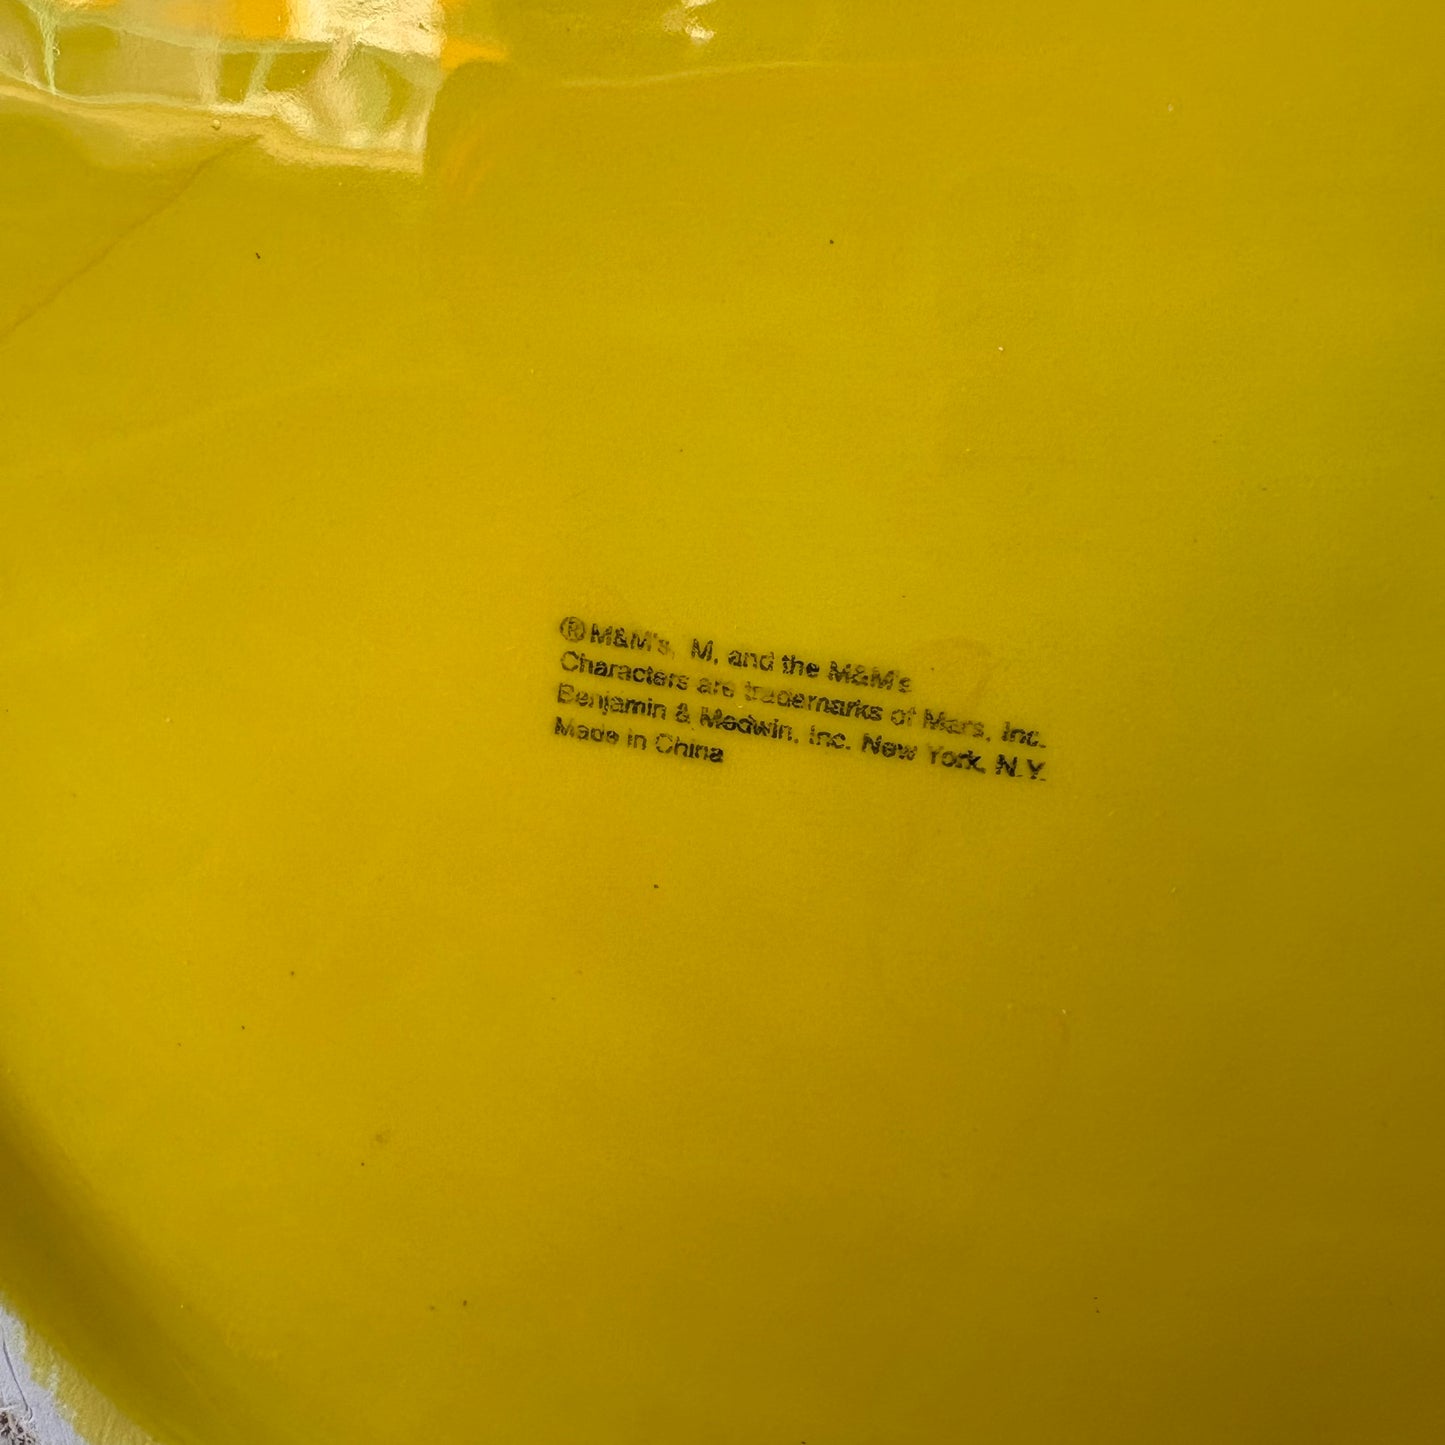 ® M&M's, M, and the M&M's
Characters are trademarks of Mars, Inc.
Benjamin & Medwin, Inc. New York, N.Y.
Made in China